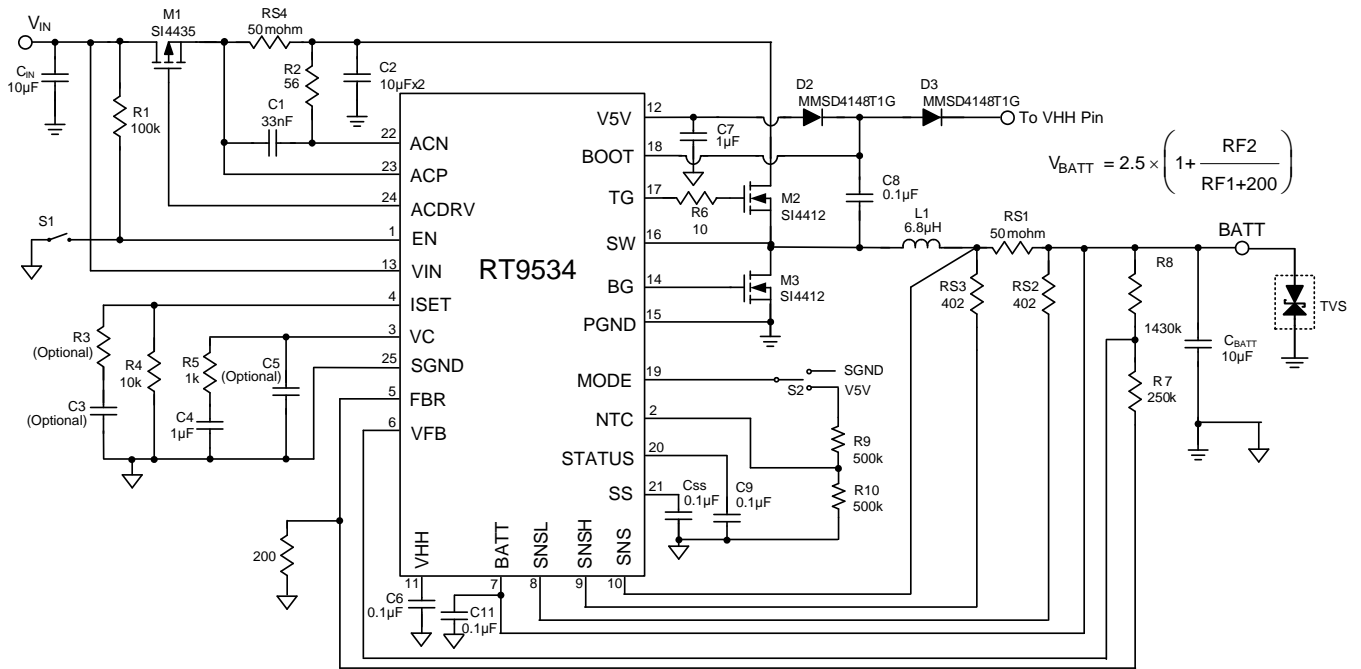 V_IN
M1
SI4435
RS4
50mohm
C_IN
10µF
R1
100k
C1
33nF
R2
56
C2
10µFx2
D2
MMSD4148T1G
D3
MMSD4148T1G
To VHH Pin
C7
1µF
V_BATT = 2.5 × (1 + RF2 / RF1+200)
22 ACN
23 ACP
24 ACDRV
S1
1 EN
13 VIN
4 ISET
3 VC
25 SGND
5 FBR
6 VFB
RT9534
V5V 12
BOOT 18
TG 17
SW 16
BG 14
PGND 15
MODE 19
NTC 2
STATUS 20
SS 21
R6
10
M2
SI4412
M3
SI4412
C8
0.1µF
L1
6.8µH
RS1
50mohm
BATT
RS3
402
RS2
402
R8
1430k
R7
250k
C_BATT
10µF
TVS
R3
(Optional)
C3
(Optional)
R4
10k
R5
1k
C4
1µF
C5
(Optional)
S2
SGND
V5V
R9
500k
R10
500k
Css
0.1µF
C9
0.1µF
200
VHH
BATT
SNSL
SNSH
SNS
11
7
8
9
10
C6
0.1µF
C11
0.1µF